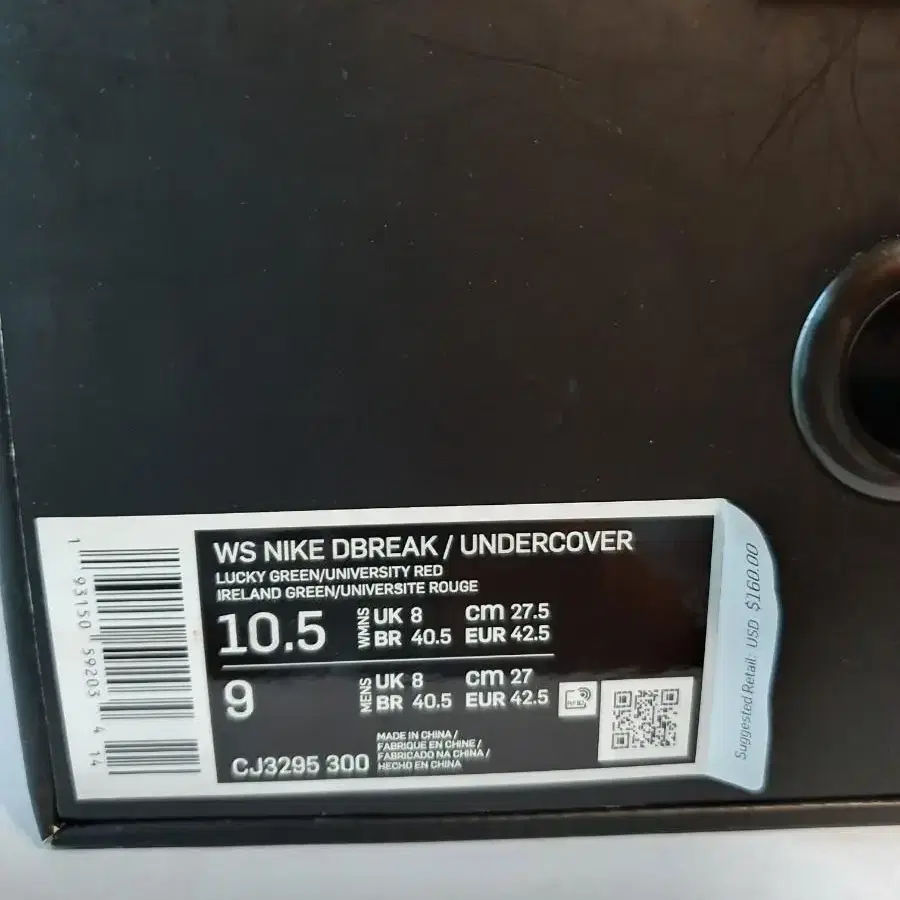 WS NIKE DBREAK / UNDERCOVER
LUCKY GREEN/UNIVERSITY RED
IRELAND GREEN/UNIVERSITE ROUGE
10.5 WMNS UK 8 cm 27.5
BR 40.5 EUR 42.5
9 MENS UK 8 cm 27
BR 40.5 EUR 42.5
RFID
CJ3295 300
MADE IN CHINA /
FABRIQUE EN CHINE /
FABRICADO NA CHINA /
HECHO EN CHINA
1 93150 59203 4 14
Suggested Retail: USD $160.00